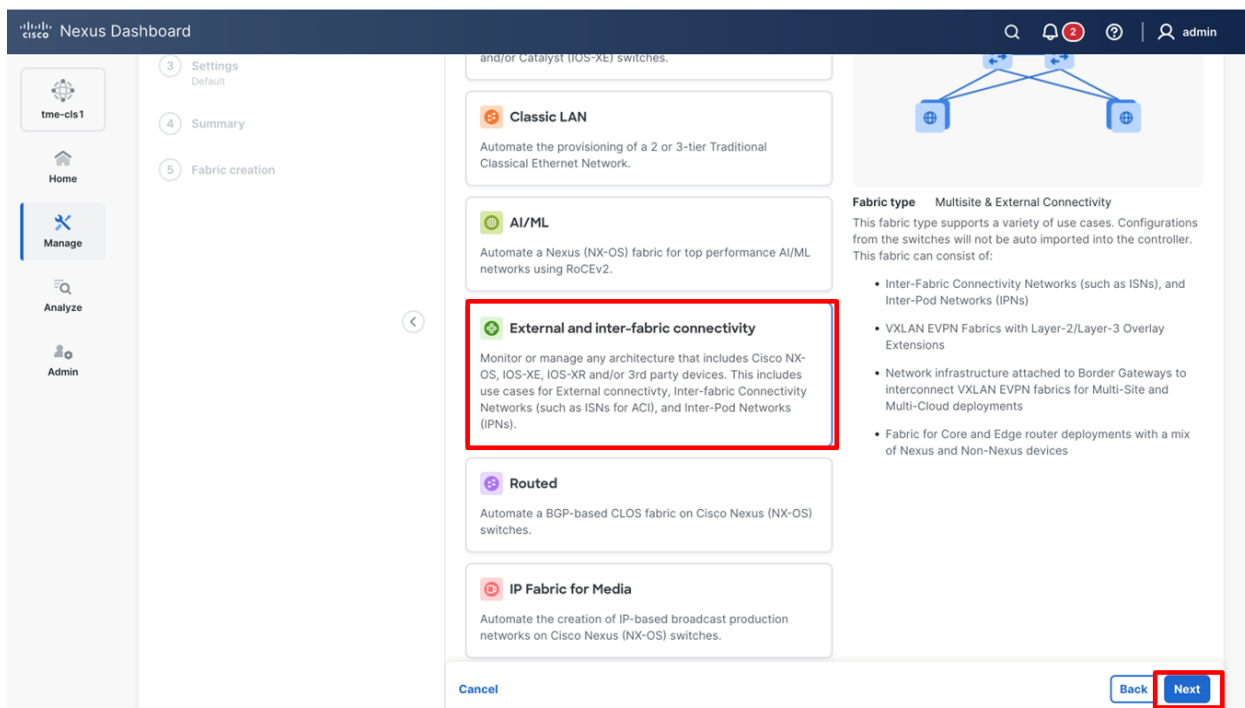 cisco Nexus Dashboard
2
admin
tme-cls1
Home
Manage
Analyze
Admin
3 Settings
Default
4 Summary
5 Fabric creation
and/or Catalyst (IOS-XE) switches.
Classic LAN
Automate the provisioning of a 2 or 3-tier Traditional
Classical Ethernet Network.
AI/ML
Automate a Nexus (NX-OS) fabric for top performance AI/ML
networks using RoCEv2.
External and inter-fabric connectivity
Monitor or manage any architecture that includes Cisco NX-
OS, IOS-XE, IOS-XR and/or 3rd party devices. This includes
use cases for External connectivty, Inter-fabric Connectivity
Networks (such as ISNs for ACI), and Inter-Pod Networks
(IPNs).
Routed
Automate a BGP-based CLOS fabric on Cisco Nexus (NX-OS)
switches.
IP Fabric for Media
Automate the creation of IP-based broadcast production
networks on Cisco Nexus (NX-OS) switches.
Fabric type Multisite & External Connectivity
This fabric type supports a variety of use cases. Configurations
from the switches will not be auto imported into the controller.
This fabric can consist of:
• Inter-Fabric Connectivity Networks (such as ISNs), and
Inter-Pod Networks (IPNs)
• VXLAN EVPN Fabrics with Layer-2/Layer-3 Overlay
Extensions
• Network infrastructure attached to Border Gateways to
interconnect VXLAN EVPN fabrics for Multi-Site and
Multi-Cloud deployments
• Fabric for Core and Edge router deployments with a mix
of Nexus and Non-Nexus devices
Cancel
Back
Next